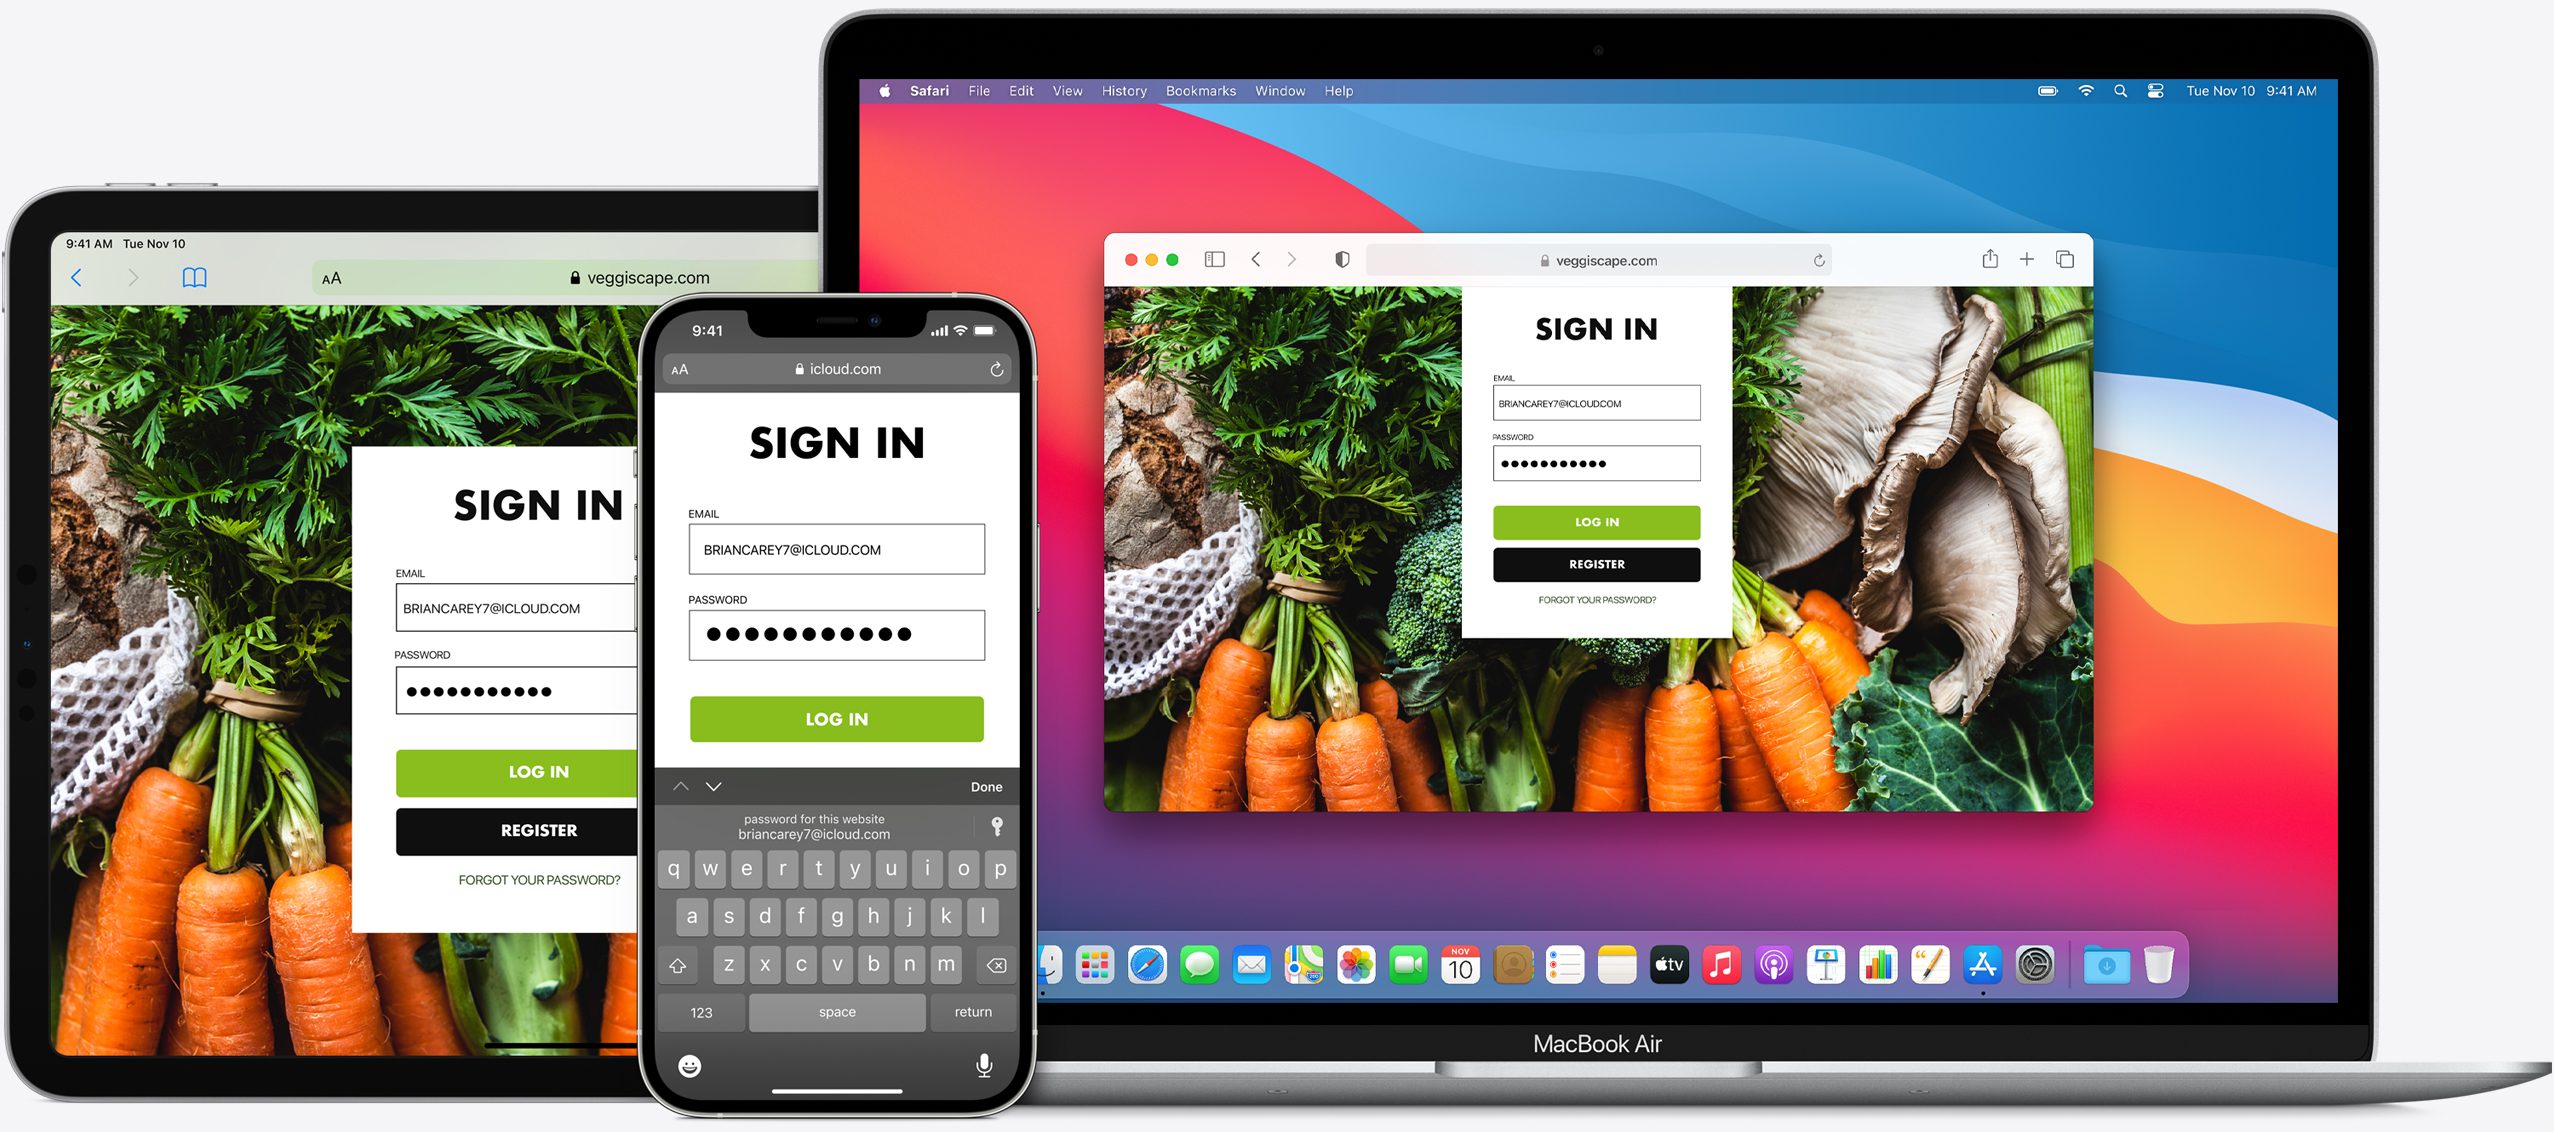 9:41 AM Tue Nov 10
AA veggiscape.com
SIGN IN
EMAIL
BRIANCAREY7@ICLOUD.COM
PASSWORD
LOG IN
REGISTER
FORGOT YOUR PASSWORD?
9:41
AA icloud.com
SIGN IN
EMAIL
BRIANCAREY7@ICLOUD.COM
PASSWORD
LOG IN
Done
password for this website
briancarey7@icloud.com
q w e r t y u i o p
a s d f g h j k l
z x c v b n m
123 space return
Safari File Edit View History Bookmarks Window Help Tue Nov 10 9:41 AM
veggiscape.com
SIGN IN
EMAIL
BRIANCAREY7@ICLOUD.COM
PASSWORD
LOG IN
REGISTER
FORGOT YOUR PASSWORD?
NOV
10
tv
MacBook Air